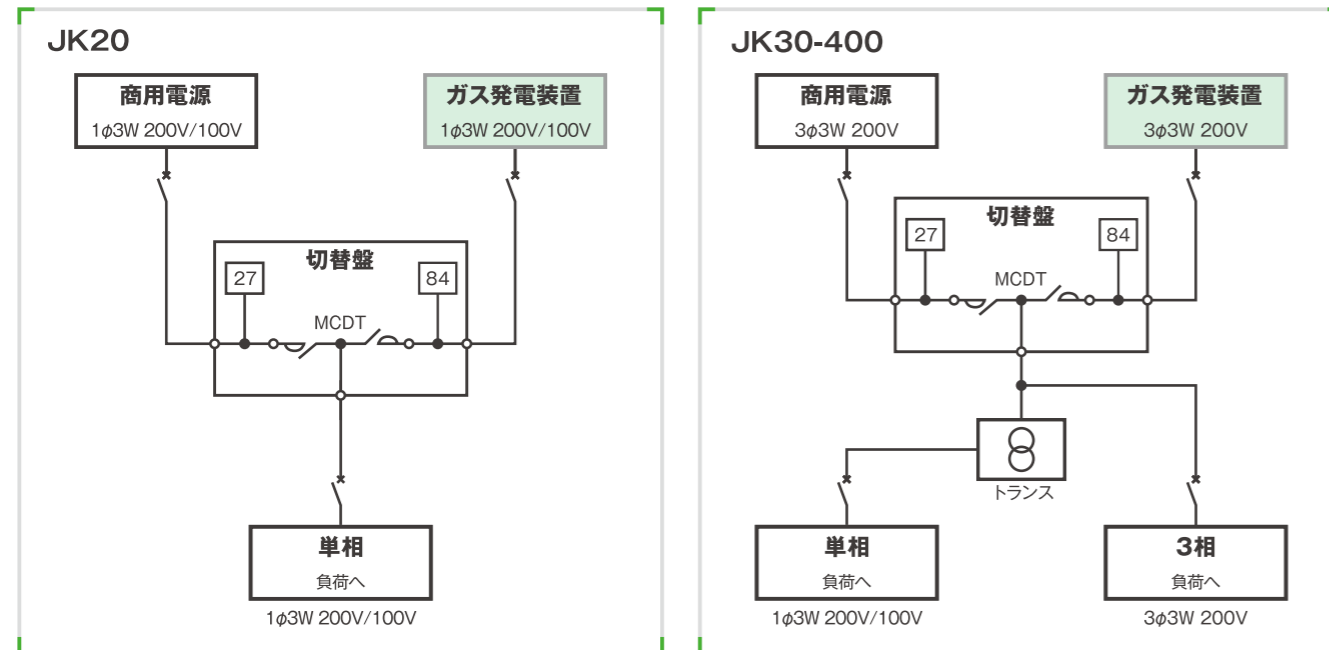 JK20
商用電源
1φ3W 200V/100V
ガス発電装置
1φ3W 200V/100V
切替盤
27
84
MCDT
単相
負荷へ
1φ3W 200V/100V
JK30-400
商用電源
3φ3W 200V
ガス発電装置
3φ3W 200V
切替盤
27
84
MCDT
トランス
単相
負荷へ
1φ3W 200V/100V
3相
負荷へ
3φ3W 200V